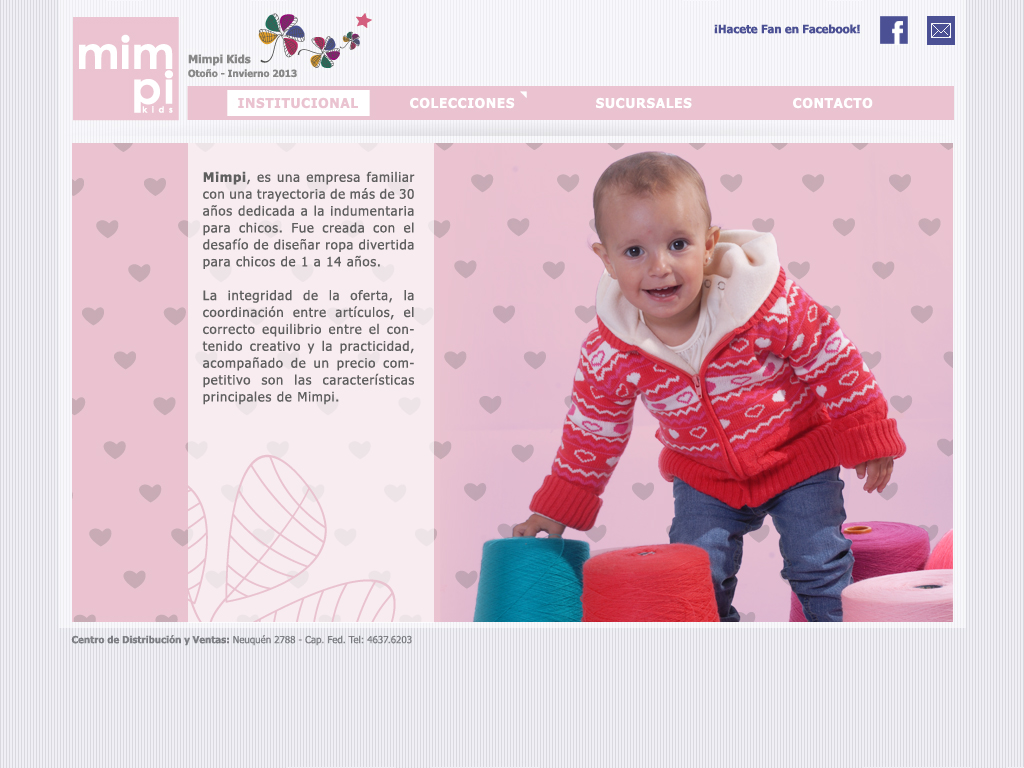 mim
pi
kids
Mimpi Kids
Otoño - Invierno 2013
¡Hacete Fan en Facebook!
f
INSTITUCIONAL COLECCIONES SUCURSALES CONTACTO
Mimpi, es una empresa familiar
con una trayectoria de más de 30
años dedicada a la indumentaria
para chicos. Fue creada con el
desafío de diseñar ropa divertida
para chicos de 1 a 14 años.
La integridad de la oferta, la
coordinación entre artículos, el
correcto equilibrio entre el con-
tenido creativo y la practicidad,
acompañado de un precio com-
petitivo son las características
principales de Mimpi.
Centro de Distribución y Ventas: Neuquén 2788 - Cap. Fed. Tel: 4637.6203